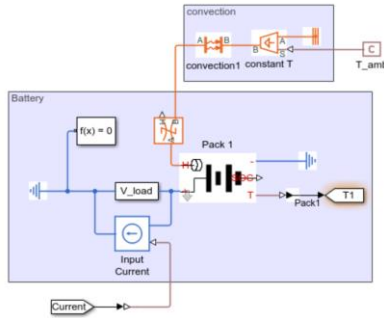 convection
A B
B A
S
convection1
constant T
C
T_amb
Battery
f(x) = 0
Pack 1
H
-
V_load
T
Pack1
T1
Input
Current
Current